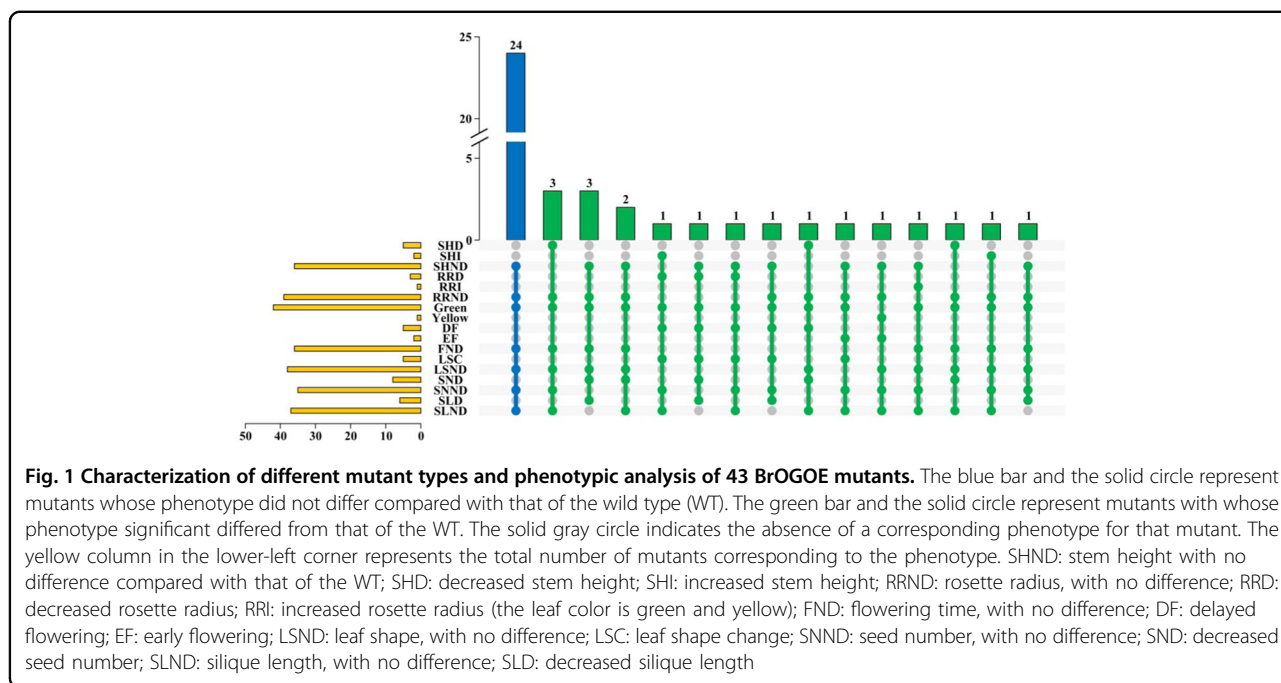 25
24
20
5
3
3
2
1
1
1
1
1
1
1
1
1
1
1
0
SHD
SHI
SHND
RRD
RRI
RRND
Green
Yellow
DF
EF
FND
LSC
LSND
SND
SNND
SLD
SLND
50 40 30 20 10 0
Fig. 1 Characterization of different mutant types and phenotypic analysis of 43 BrOGOE mutants. The blue bar and the solid circle represent
mutants whose phenotype did not differ compared with that of the wild type (WT). The green bar and the solid circle represent mutants with whose
phenotype significant differed from that of the WT. The solid gray circle indicates the absence of a corresponding phenotype for that mutant. The
yellow column in the lower-left corner represents the total number of mutants corresponding to the phenotype. SHND: stem height with no
difference compared with that of the WT; SHD: decreased stem height; SHI: increased stem height; RRND: rosette radius, with no difference; RRD:
decreased rosette radius; RRI: increased rosette radius (the leaf color is green and yellow); FND: flowering time, with no difference; DF: delayed
flowering; EF: early flowering; LSND: leaf shape, with no difference; LSC: leaf shape change; SNND: seed number, with no difference; SND: decreased
seed number; SLND: silique length, with no difference; SLD: decreased silique length